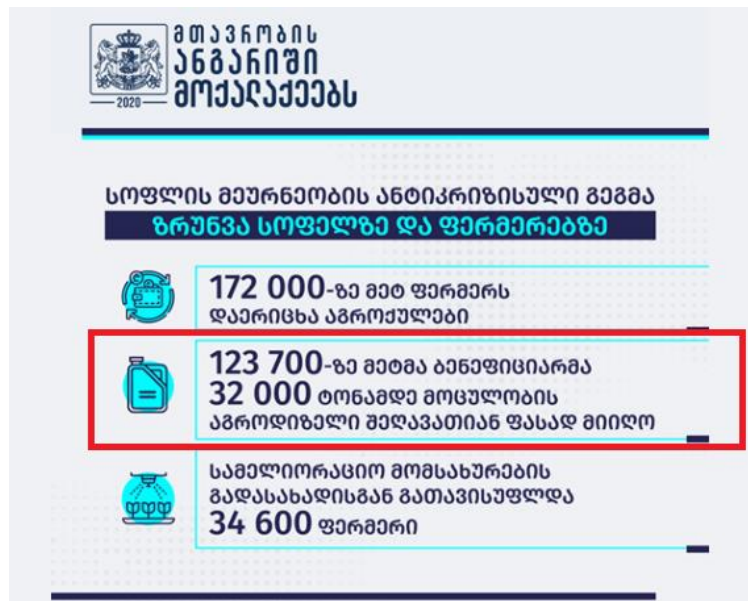 მთავრობის
ანგარიში
მოქალაქეებს
2020
სოფლის მეურნეობის ანტიკრიზისული გეგმა
ზრუნვა სოფელზე და ფერმერებზე
172 000-ზე მეტ ფერმერს
დაერიცხა აგროქულები
123 700-ზე მეტმა ბენეფიციარმა
32 000 ტონამდე მოცულობის
აგროდიზელი შეღავათიან ფასად მიიღო
სამელიორაციო მომსახურების
გადასახადისგან გათავისუფლდა
34 600 ფერმერი